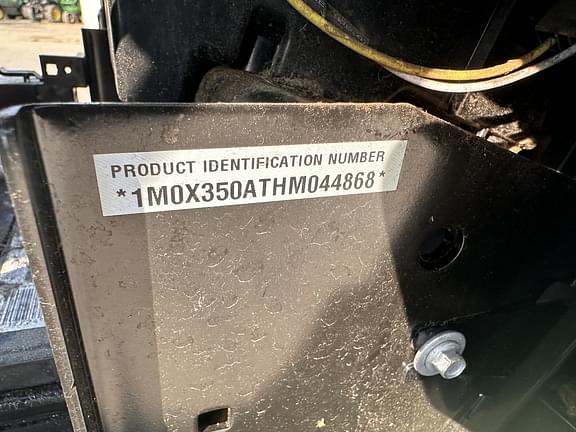 PRODUCT IDENTIFICATION NUMBER
*1M0X350ATHM044868*